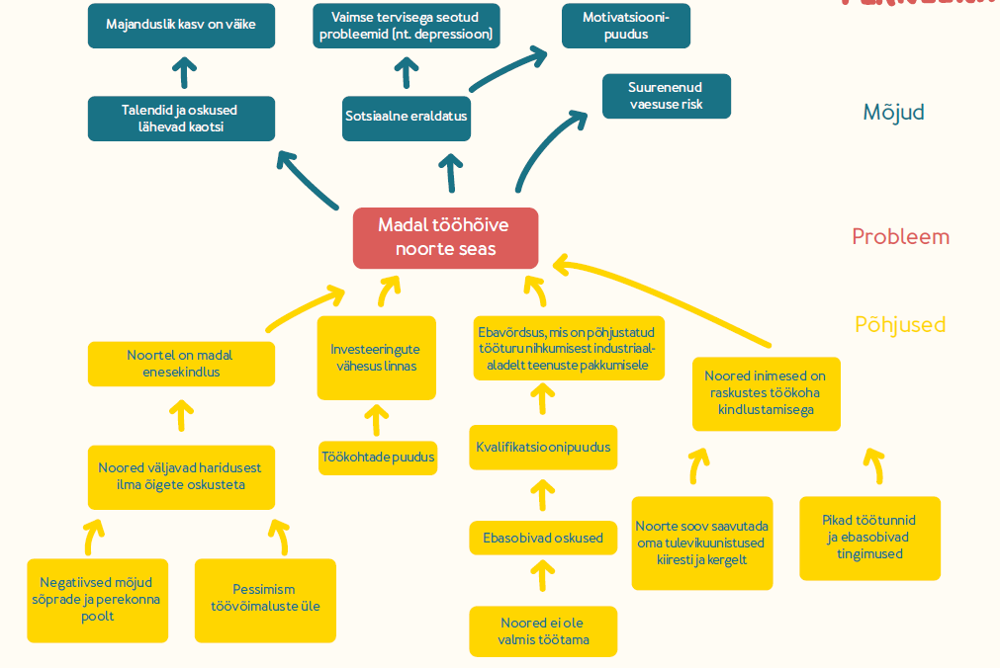 Majanduslik kasv on väike
Vaimse tervisega seotud
probleemid (nt. depressioon)
Motivatsiooni-
puudus
Talendid ja oskused
lähevad kaotsi
Sotsiaalne eraldatus
Suurenenud
vaesuse risk
Mõjud
Madal tööhõive
noorte seas
Probleem
Põhjused
Noortel on madal
enesekindlus
Investeeringute
vähesus linnas
Ebavõrdsus, mis on põhjustatud
tööturu nihkumisest industriaal-
aladelt teenuste pakkumisele
Noored inimesed on
raskustes töökoha
kindlustamisega
Noored väljavad haridusest
ilma õigete oskusteta
Töökohtade puudus
Kvalifikatsioonipuudus
Ebasobivad oskused
Noorte soov saavutada
oma tulevikuunistused
kiiresti ja kergelt
Pikad töötunnid
ja ebasobivad
tingimused
Negatiivsed mõjud
sõprade ja perekonna
poolt
Pessimism
töövõimaluste üle
Noored ei ole
valmis töötama